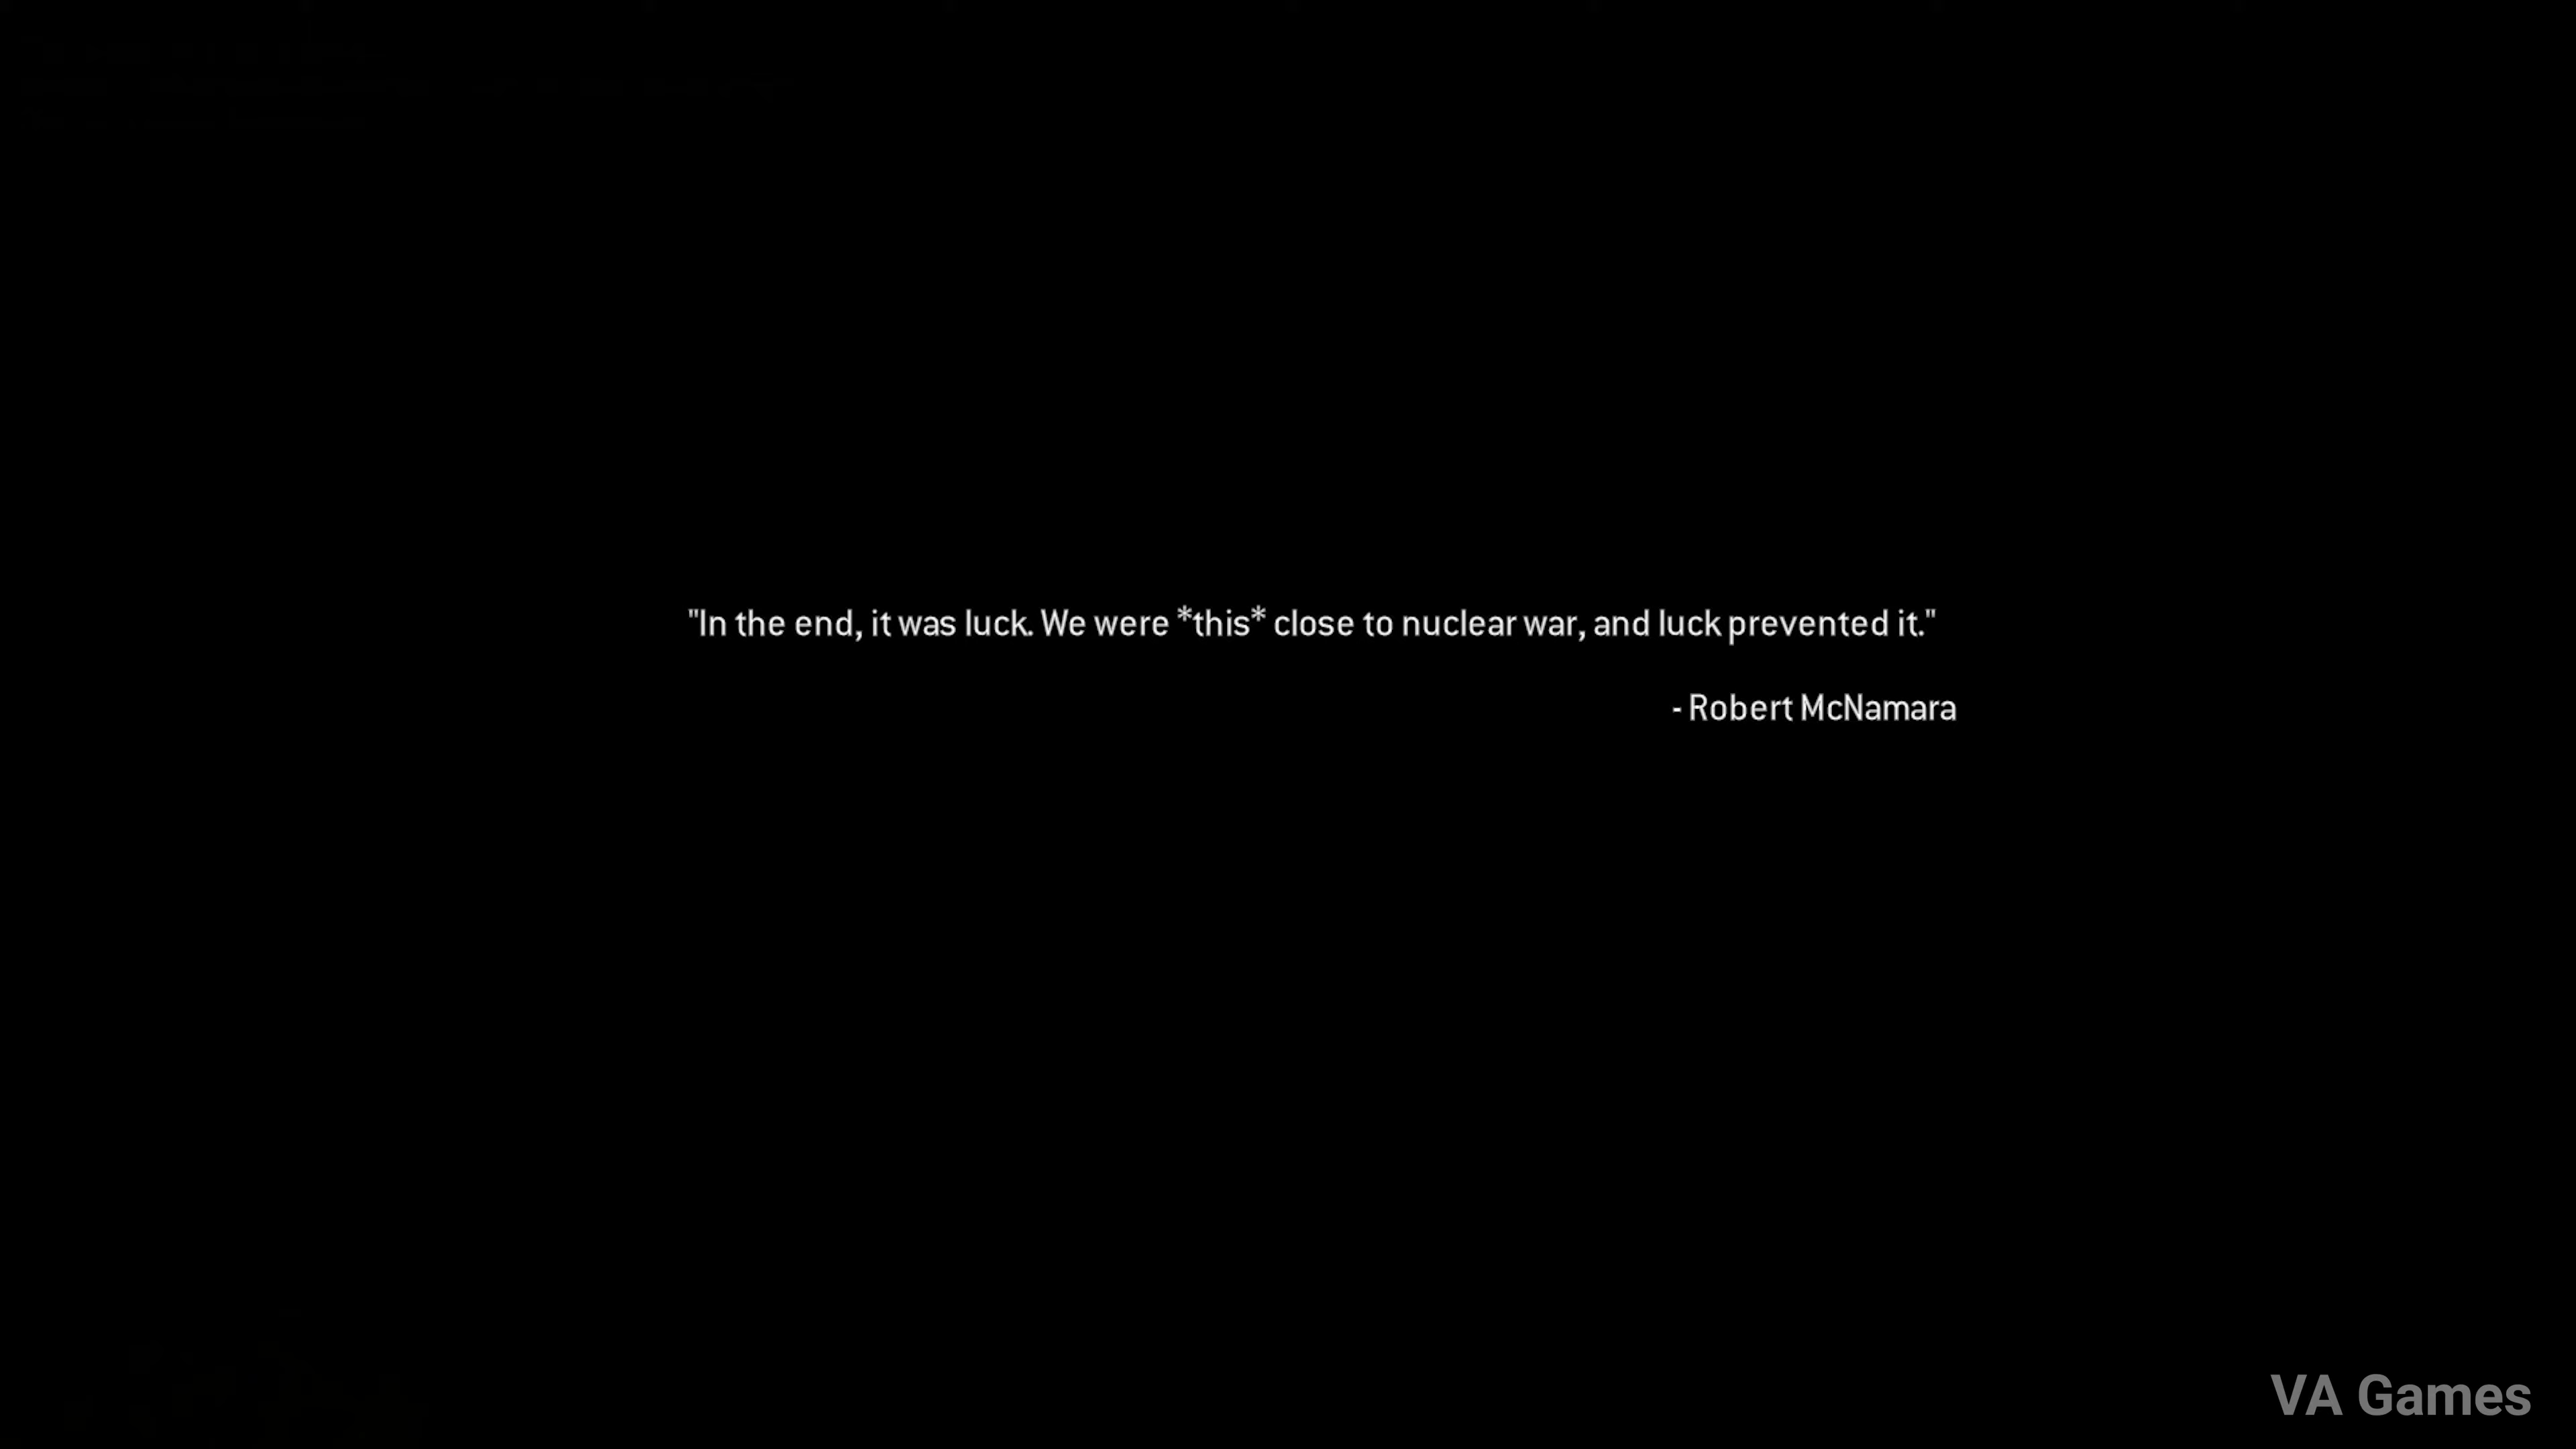 "In the end, it was luck. We were *this* close to nuclear war, and luck prevented it."
- Robert McNamara
VA Games